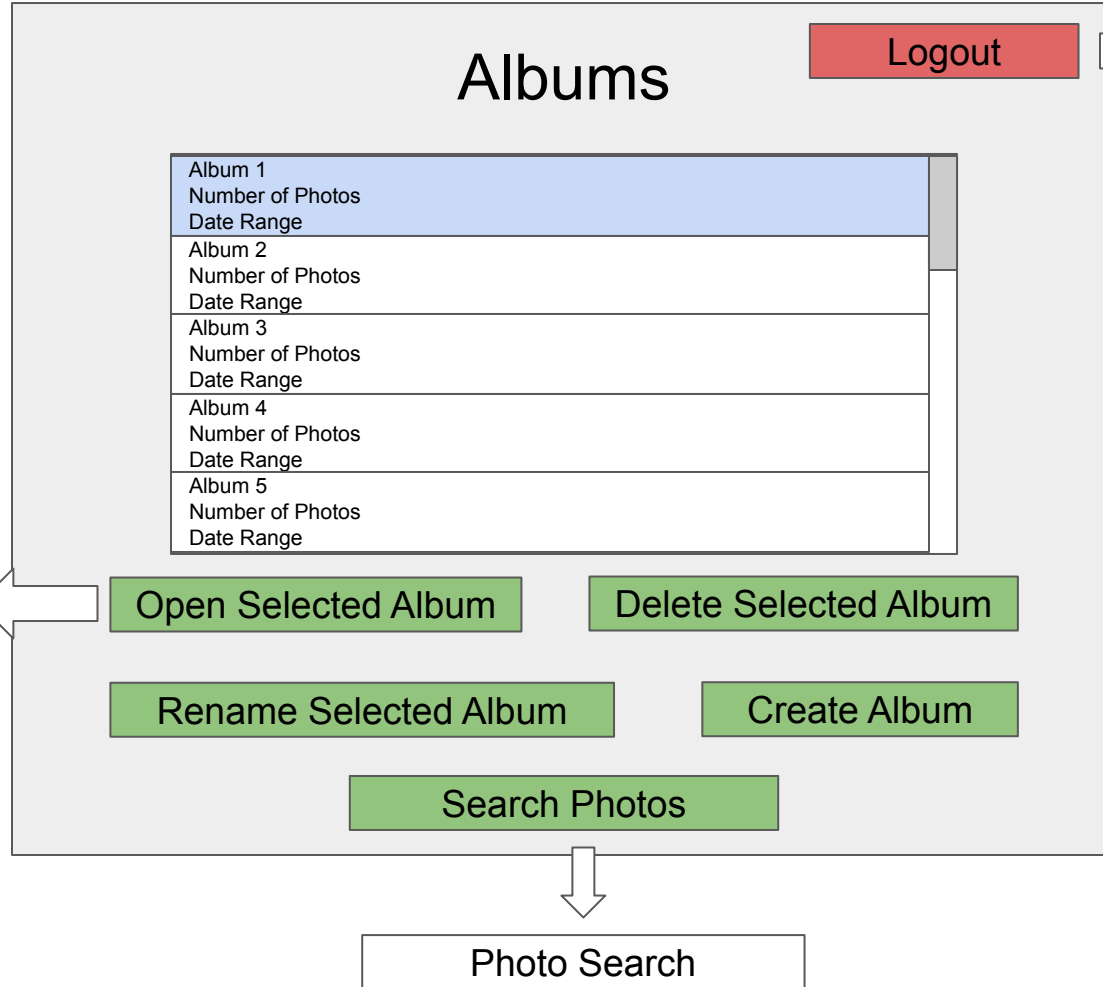 Logout
Albums
Album 1
Number of Photos
Date Range
Album 2
Number of Photos
Date Range
Album 3
Number of Photos
Date Range
Album 4
Number of Photos
Date Range
Album 5
Number of Photos
Date Range
Open Selected Album
Delete Selected Album
Rename Selected Album
Create Album
Search Photos
Photo Search